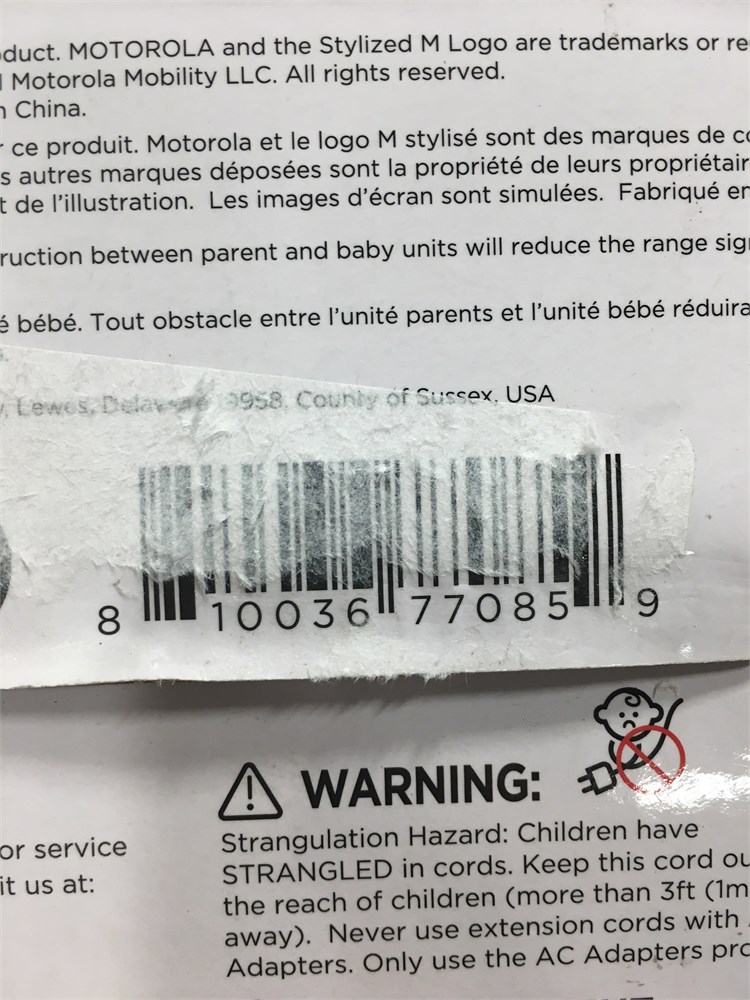 duct. MOTOROLA and the Stylized M Logo are trademarks or re
Motorola Mobility LLC. All rights reserved.
n China.
r ce produit. Motorola et le logo M stylisé sont des marques de co
s autres marques déposées sont la propriété de leurs propriétair
t de l'illustration. Les images d'écran sont simulées. Fabriqué en
ruction between parent and baby units will reduce the range sig
é bébé. Tout obstacle entre l'unité parents et l'unité bébé réduira
, Lewes, Delaware 19958, County of Sussex, USA
8 10036 77085 9
WARNING:
Strangulation Hazard: Children have
STRANGLED in cords. Keep this cord ou
the reach of children (more than 3ft (1m
away). Never use extension cords with
Adapters. Only use the AC Adapters pro
or service
it us at: